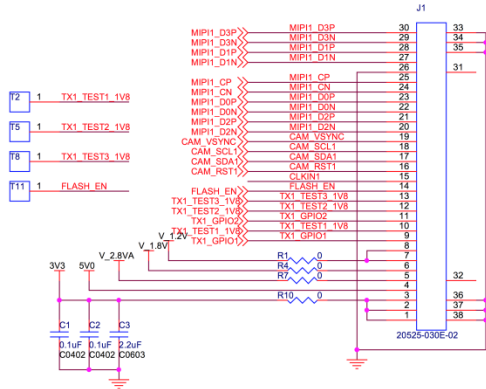 J1
MIPI1_D3P MIPI1_D3P 30 33
MIPI1_D3N MIPI1_D3N 29 34
MIPI1_D1P MIPI1_D1P 28 35
MIPI1_D1N MIPI1_D1N 27
26 31
MIPI1_CP MIPI1_CP 25
MIPI1_CN MIPI1_CN 24
T2 1 TX1_TEST1_1V8 MIPI1_D0P MIPI1_D0P 23
MIPI1_D0N MIPI1_D0N 22
MIPI1_D2P MIPI1_D2P 21
T5 1 TX1_TEST2_1V8 MIPI1_D2N MIPI1_D2N 20
CAM_VSYNC CAM_VSYNC 19
CAM_SCL1 CAM_SCL1 18
T8 1 TX1_TEST3_1V8 CAM_SDA1 CAM_SDA1 17
CAM_RST1 CAM_RST1 16
CLKIN1 15
T11 1 FLASH_EN FLASH_EN FLASH_EN 14
TX1_TEST3_1V8 TX1_TEST3_1V8 13
TX1_TEST2_1V8 TX1_TEST2_1V8 12
TX1_GPIO2 TX1_GPIO2 11
TX1_TEST1_1V8 TX1_TEST1_1V8 10
TX1_GPIO1 TX1_GPIO1 9
V_1.2V 8
V_1.8V R1 0 7
V_2.8VA R4 0 6
3V3 5V0 R7 0 5 32
4
R10 0 3 36
2 37
C1 C2 C3 1 38
0.1uF 0.1uF 2.2uF 20525-030E-02
C0402 C0402 C0603